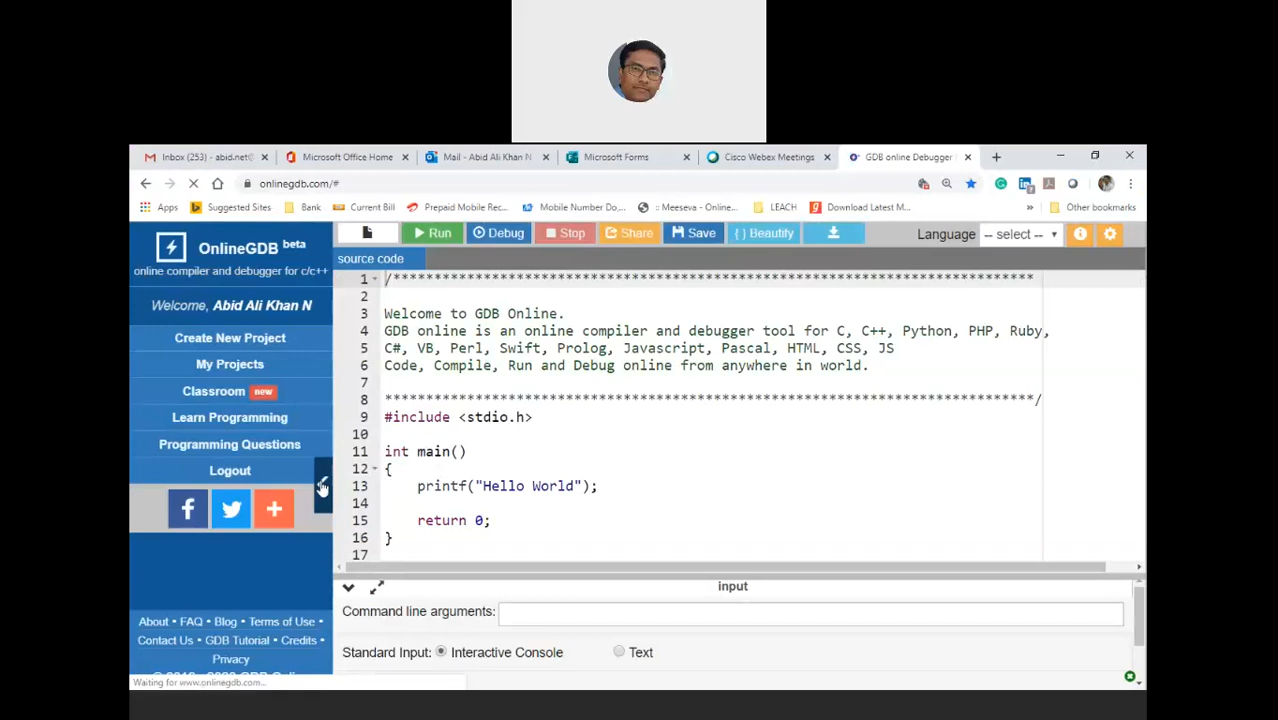 Inbox (253) - abid.net@
Microsoft Office Home
Mail - Abid Ali Khan N
Microsoft Forms
Cisco Webex Meetings
GDB online Debugger
onlinegdb.com/#
Apps
Suggested Sites
Bank
Current Bill
Prepaid Mobile Rec...
Mobile Number Do,...
:: Meeseva - Online...
LEACH
Download Latest M...
»
Other bookmarks
OnlineGDB beta
online compiler and debugger for c/c++
Welcome, Abid Ali Khan N
Create New Project
My Projects
Classroom new
Learn Programming
Programming Questions
Logout
About • FAQ • Blog • Terms of Use •
Contact Us • GDB Tutorial • Credits •
Privacy
Waiting for www.onlinegdb.com...
Run
Debug
Stop
Share
Save
{ } Beautify
Language
-- select --
source code
1 /******************************************************************************
2
3 Welcome to GDB Online.
4 GDB online is an online compiler and debugger tool for C, C++, Python, PHP, Ruby,
5 C#, VB, Perl, Swift, Prolog, Javascript, Pascal, HTML, CSS, JS
6 Code, Compile, Run and Debug online from anywhere in world.
7
8 *******************************************************************************/
9 #include <stdio.h>
10
11 int main()
12 {
13 printf("Hello World");
14
15 return 0;
16 }
17
input
Command line arguments:
Standard Input: Interactive Console Text